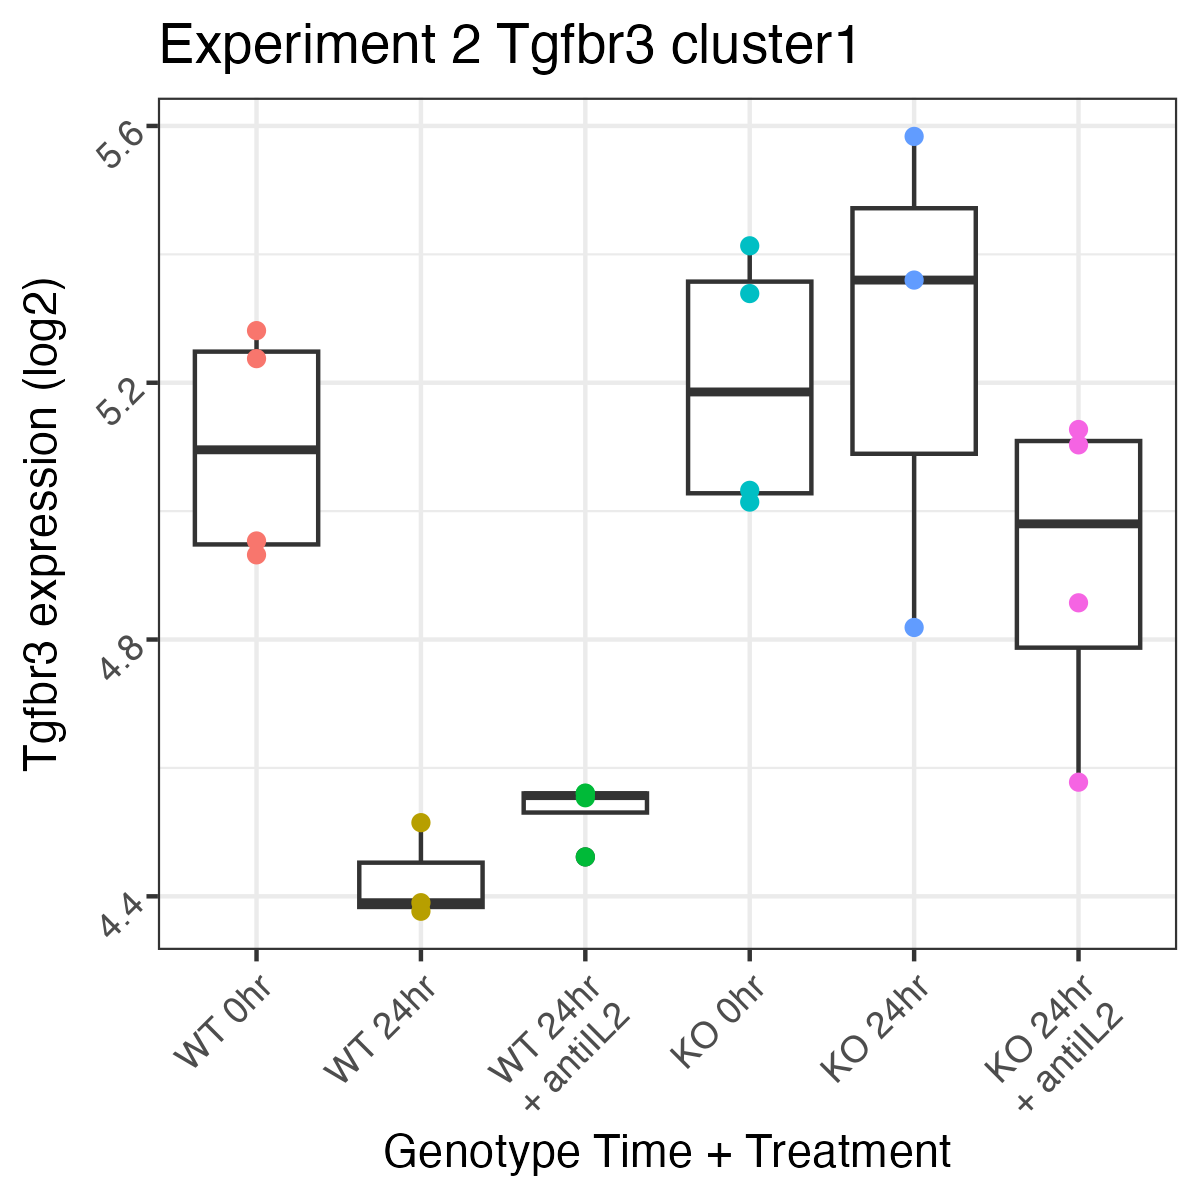 Experiment 2 Tgfbr3 cluster1
Tgfbr3 expression (log2)
5.6
5.2
4.8
4.4
WT 0hr
WT 24hr
WT 24hr
+ antiIL2
KO 0hr
KO 24hr
KO 24hr
+ antiIL2
Genotype Time + Treatment